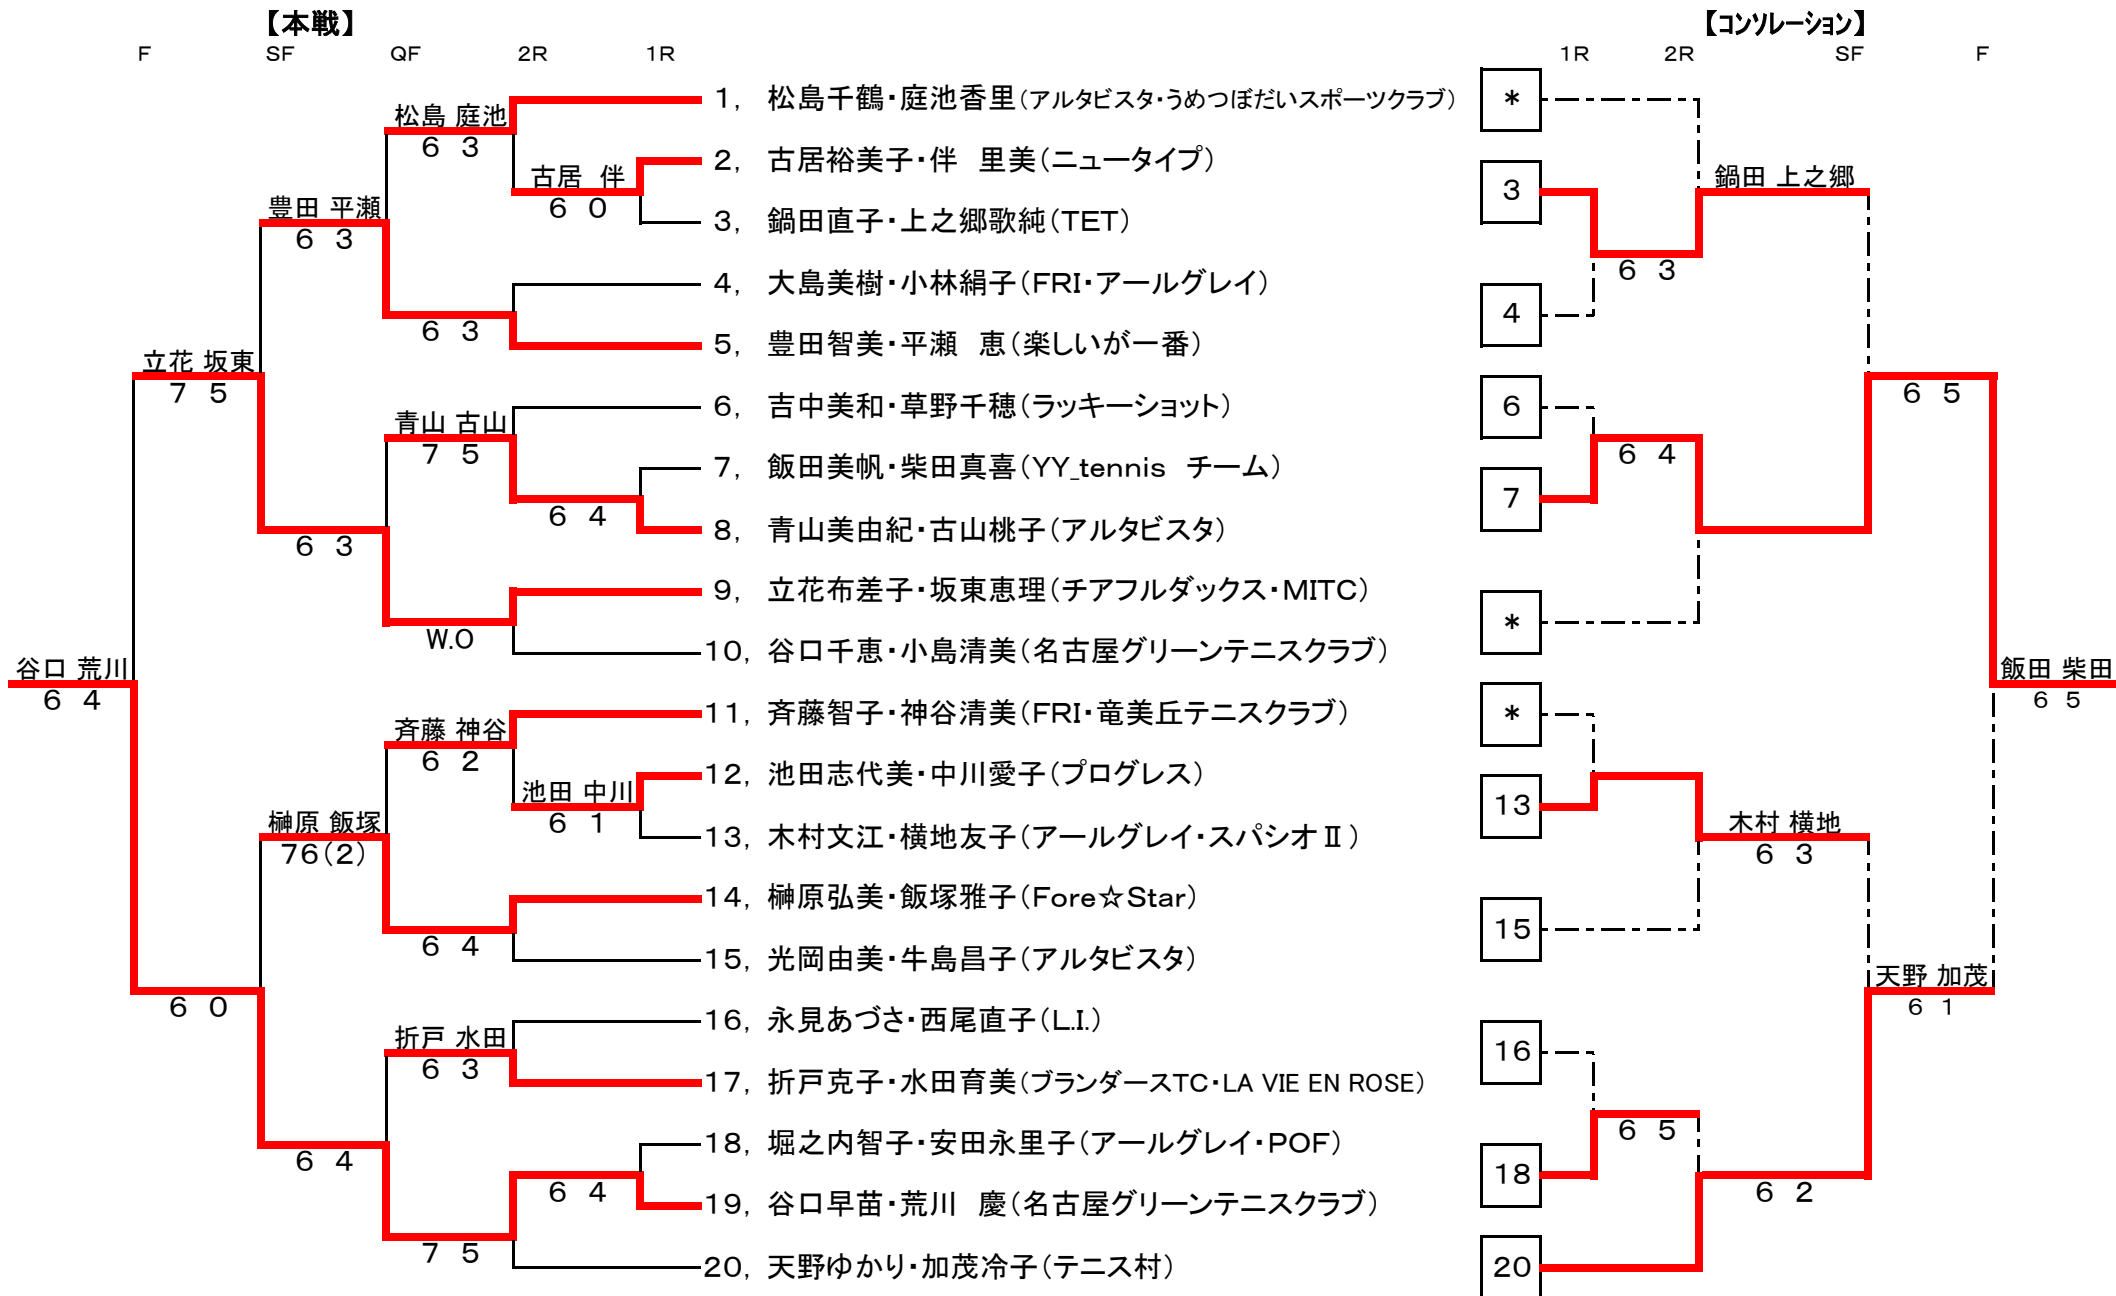 【本戦】 【コンソレーション】
F SF QF 2R 1R 1R 2R SF F
1, 松島千鶴・庭池香里(アルタビスタ・うめつぼだいスポーツクラブ) *
松島 庭池
6 3
2, 古居裕美子・伴 里美(ニュータイプ)
古居 伴 3 鍋田 上之郷
6 0
豊田 平瀬
6 3
3, 鍋田直子・上之郷歌純(TET)
6 3
4, 大島美樹・小林絹子(FRI・アールグレイ)
4
6 3
5, 豊田智美・平瀬 恵(楽しいが一番)
立花 坂東
7 5 6 5
6, 吉中美和・草野千穂(ラッキーショット) 6
青山 古山
7 5 6 4
7, 飯田美帆・柴田真喜(YY_tennis チーム)
7
6 4
8, 青山美由紀・古山桃子(アルタビスタ)
6 3
9, 立花布差子・坂東恵理(チアフルダックス・MITC)
*
W.O
10, 谷口千恵・小島清美(名古屋グリーンテニスクラブ)
谷口 荒川 飯田 柴田
6 4 6 5
11, 斉藤智子・神谷清美(FRI・竜美丘テニスクラブ) *
斉藤 神谷
6 2
12, 池田志代美・中川愛子(プログレス)
池田 中川 13
6 1
榊原 飯塚 木村 横地
76(2) 6 3
13, 木村文江・横地友子(アールグレイ・スパシオⅡ)
14, 榊原弘美・飯塚雅子(Fore☆Star)
15
6 4
15, 光岡由美・牛島昌子(アルタビスタ)
天野 加茂
6 0 6 1
16, 永見あづさ・西尾直子(L.I.)
折戸 水田 16
6 3
17, 折戸克子・水田育美(ブランダースTC・LA VIE EN ROSE)
6 5
18, 堀之内智子・安田永里子(アールグレイ・POF)
6 4 18
6 4 6 2
19, 谷口早苗・荒川 慶(名古屋グリーンテニスクラブ)
7 5
20, 天野ゆかり・加茂冷子(テニス村) 20